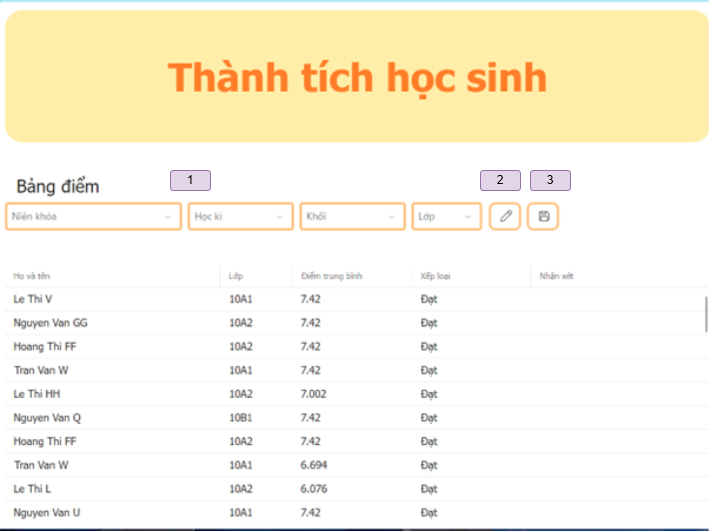 Thành tích học sinh
1 2 3
Bảng điểm
Niên khóa Học kì Khối Lớp
Họ và tên Lớp Điểm trung bình Xếp loại Nhận xét
Le Thi V 10A1 7.42 Đạt
Nguyen Van GG 10A2 7.42 Đạt
Hoang Thi FF 10A2 7.42 Đạt
Tran Van W 10A1 7.42 Đạt
Le Thi HH 10A2 7.002 Đạt
Nguyen Van Q 10B1 7.42 Đạt
Hoang Thi FF 10A2 7.42 Đạt
Tran Van W 10A1 6.694 Đạt
Le Thi L 10A2 6.076 Đạt
Nguyen Van U 10A1 7.42 Đạt